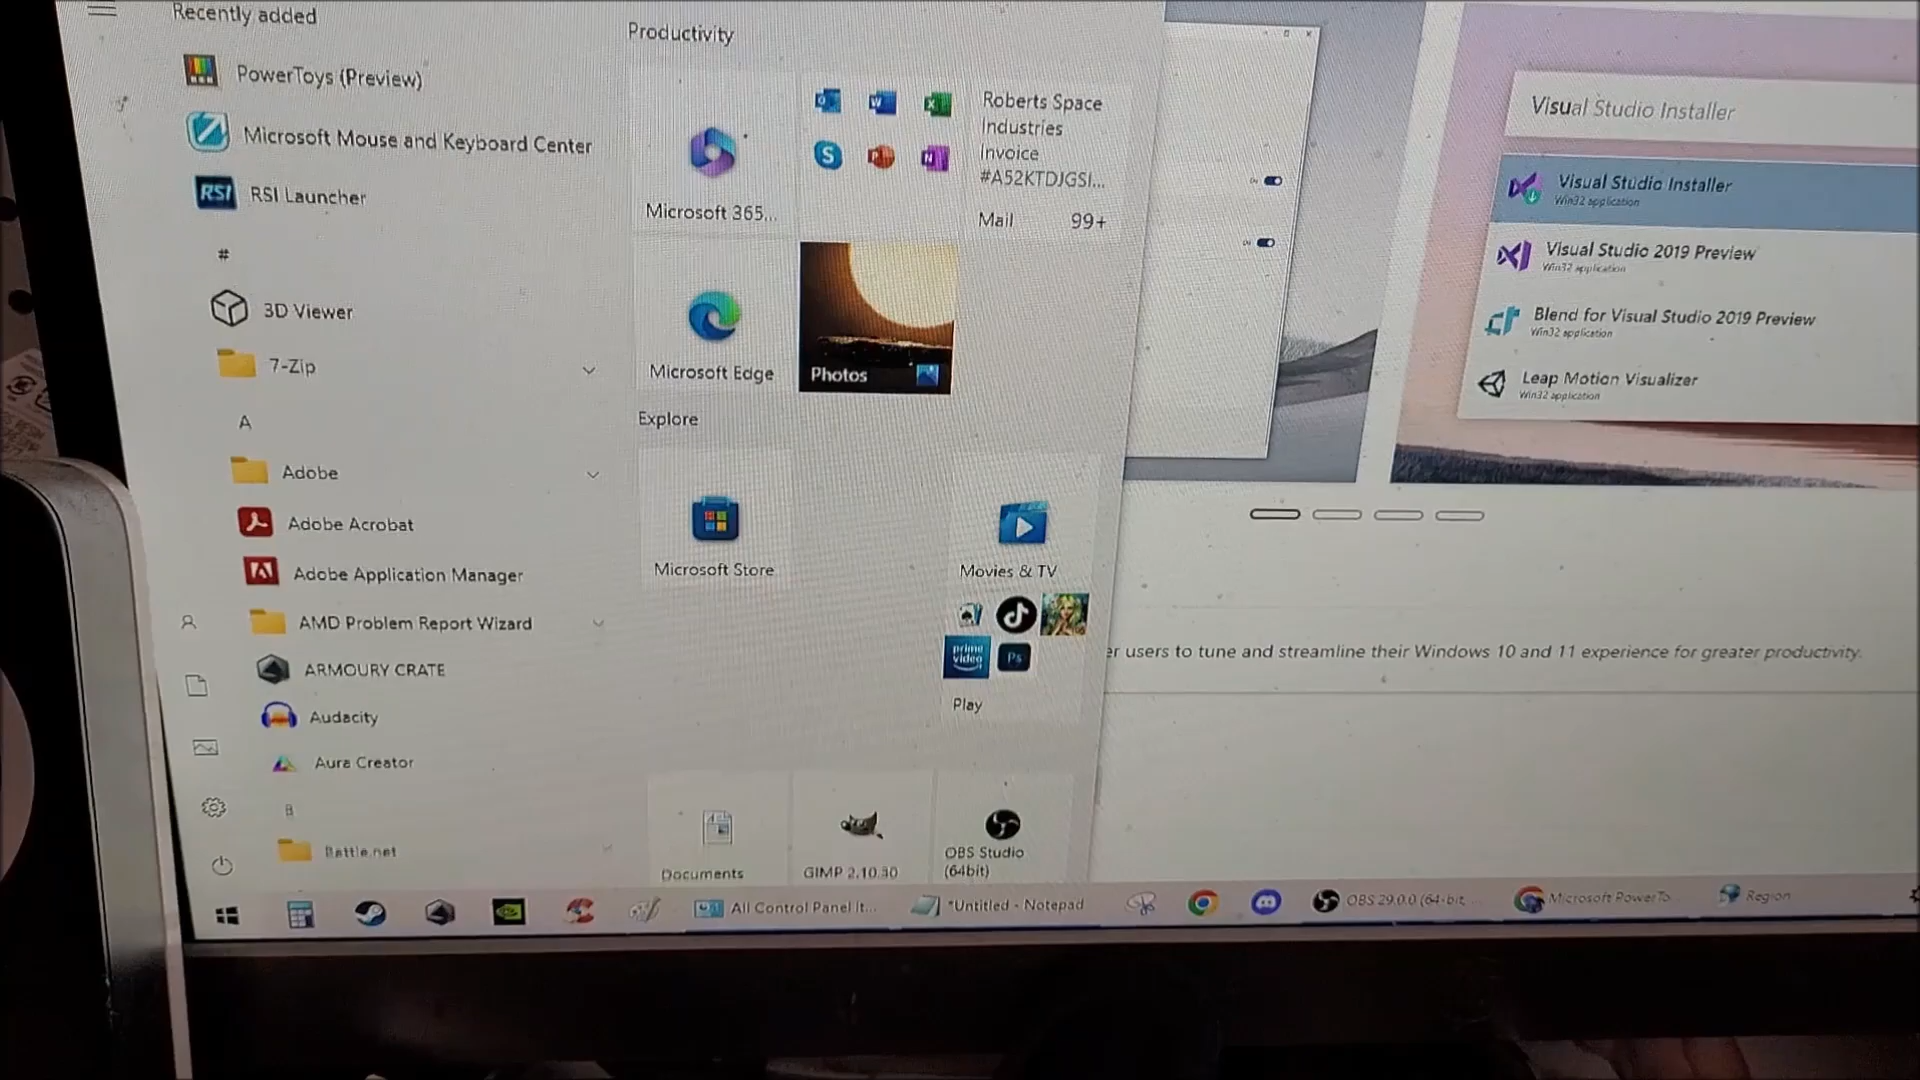 Recently added
PowerToys (Preview)
Microsoft Mouse and Keyboard Center
RSI
RSI Launcher
#
3D Viewer
7-Zip
A
Adobe
Adobe Acrobat
Adobe Application Manager
AMD Problem Report Wizard
ARMOURY CRATE
Audacity
Aura Creator
B
Battle.net
Productivity
Microsoft 365...
Roberts Space
Industries
Invoice
#A52KTDJGSI...
Mail 99+
Microsoft Edge
Photos
Explore
Microsoft Store
Movies & TV
prime
video
Ps
Play
Documents
GIMP 2.10.30
OBS Studio
(64bit)
Visual Studio Installer
Visual Studio Installer
Win32 application
Visual Studio 2019 Preview
Win32 application
Blend for Visual Studio 2019 Preview
Win32 application
Leap Motion Visualizer
Win32 application
er users to tune and streamline their Windows 10 and 11 experience for greater productivity.
All Control Panel It...
*Untitled - Notepad
OBS 29.0.0 (64-bit, ...
Microsoft PowerTo...
Region